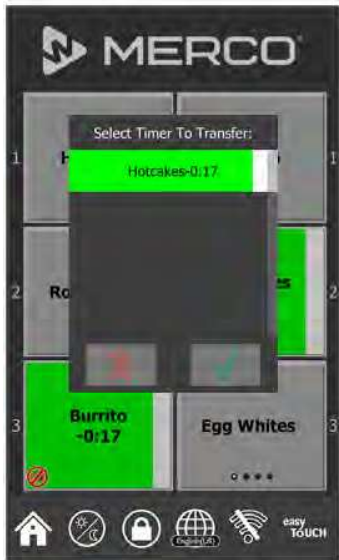 MERCO
Select Timer To Transfer:
Hotcakes-0:17
1
1
2
2
3
Burrito
-0:17
Egg Whites
3
English(UK)
easy
ToUCH